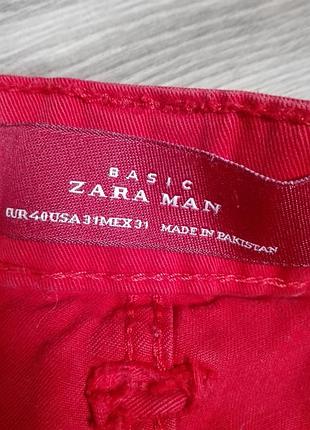 BASIC
ZARA MAN
EUR 40 USA 31 MEX 31 MADE IN PAKISTAN